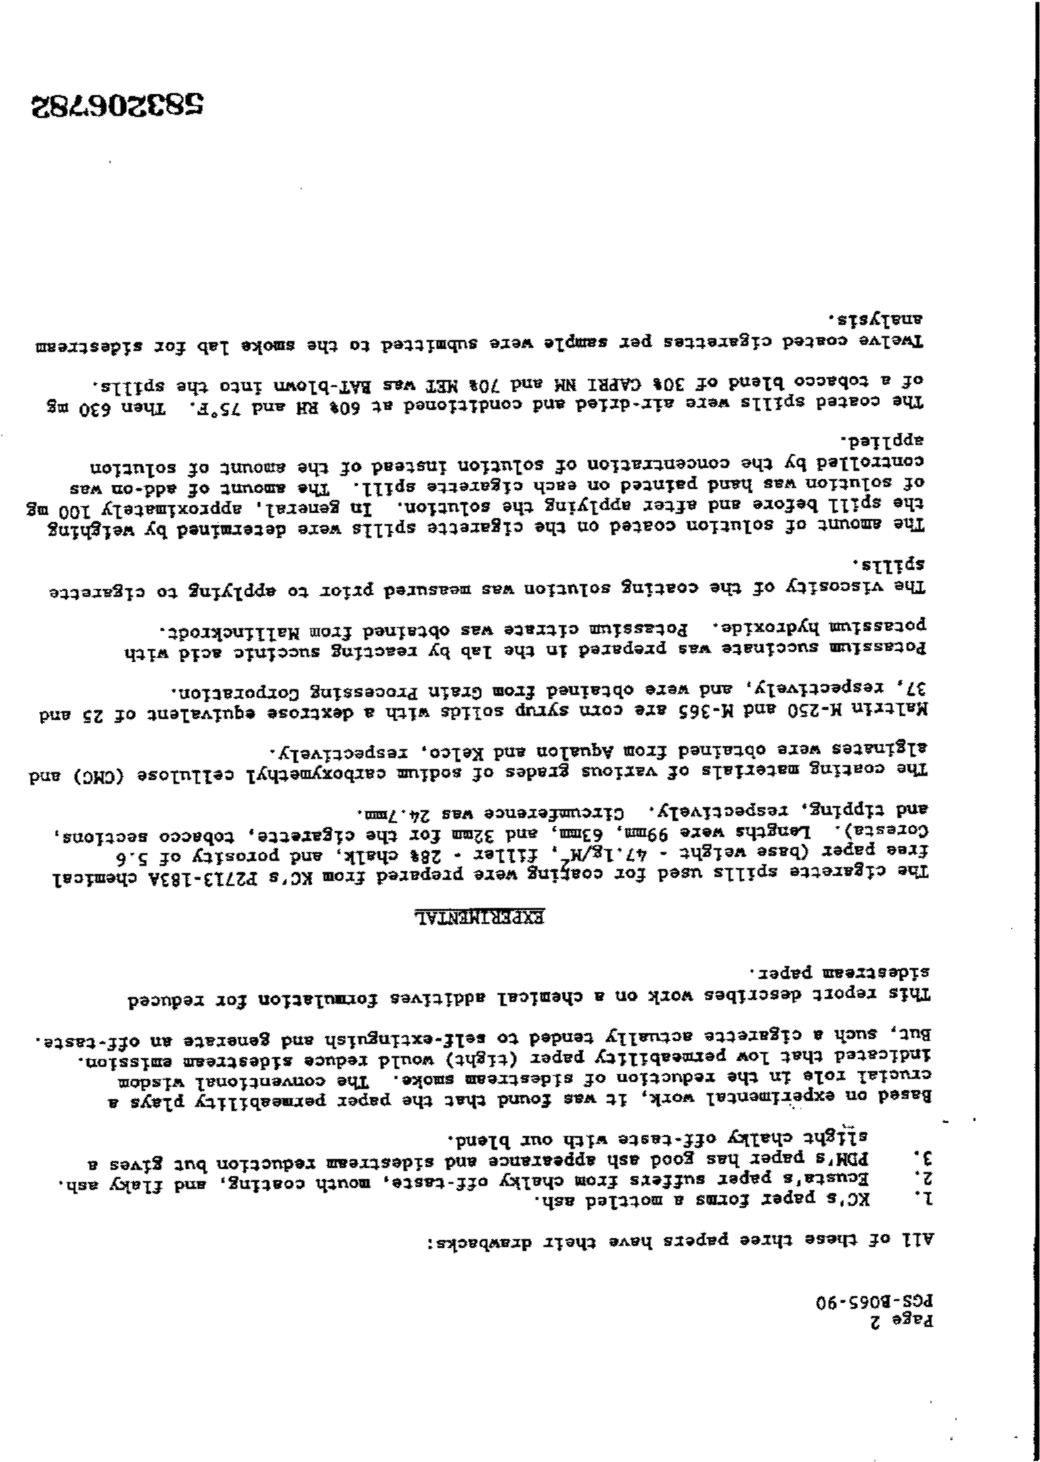 Page 2
PGS-B065-90
All of these three papers have their drawbacks:
1. KC's paper forms a mottled ash.
2. Ecusta's paper suffers from chalky off-taste, mouth coating, and flaky ash.
3. PDM's paper has good ash appearance and sidestream reduction but gives a
slight chalky off-taste with our blend.
Based on experimental work, it was found that the paper permeability plays a
crucial role in the reduction of sidestream smoke. The conventional wisdom
indicated that low permeability paper (tight) would reduce sidestream emission.
But, such a cigarette actually tended to self-extinguish and generate an off-taste.
This report describes work on a chemical additives formulation for reduced
sidestream paper.
EXPERIMENTAL
The cigarette spills used for coating were prepared from KC's P2713-183A chemical
free paper (base weight - 47.1g/M², filler - 28% chalk, and porosity of 5.6
Coresta). Lengths were 99mm, 63mm, and 32mm for the cigarette, tobacco sections,
and tipping, respectively. Circumference was 24.7mm.
The coating materials of various grades of sodium carboxymethyl cellulose (CMC) and
alginates were obtained from Aqualon and Kelco, respectively.
Maltrin M-250 and M-365 are corn syrup solids with a dextrose equivalent of 25 and
37, respectively, and were obtained from Grain Processing Corporation.
Potassium succinate was prepared in the lab by reacting succinic acid with
potassium hydroxide. Potassium citrate was obtained from Mallinckrodt.
The viscosity of the coating solution was measured prior to applying to cigarette
spills.
The amount of solution coated on the cigarette spills were determined by weighing
the spill before and after applying the solution. In general, approximately 100 mg
of solution was hand painted on each cigarette spill. The amount of add-on was
controlled by the concentration of solution instead of the amount of solution
applied.
The coated spills were air-dried and conditioned at 60% RH and 75°F. Then 630 mg
of a tobacco blend of 30% CAPRI NM and 70% MET was BAT-blown into the spills.
Twelve coated cigarettes per sample were submitted to the smoke lab for sidestream
analysis.
583206782